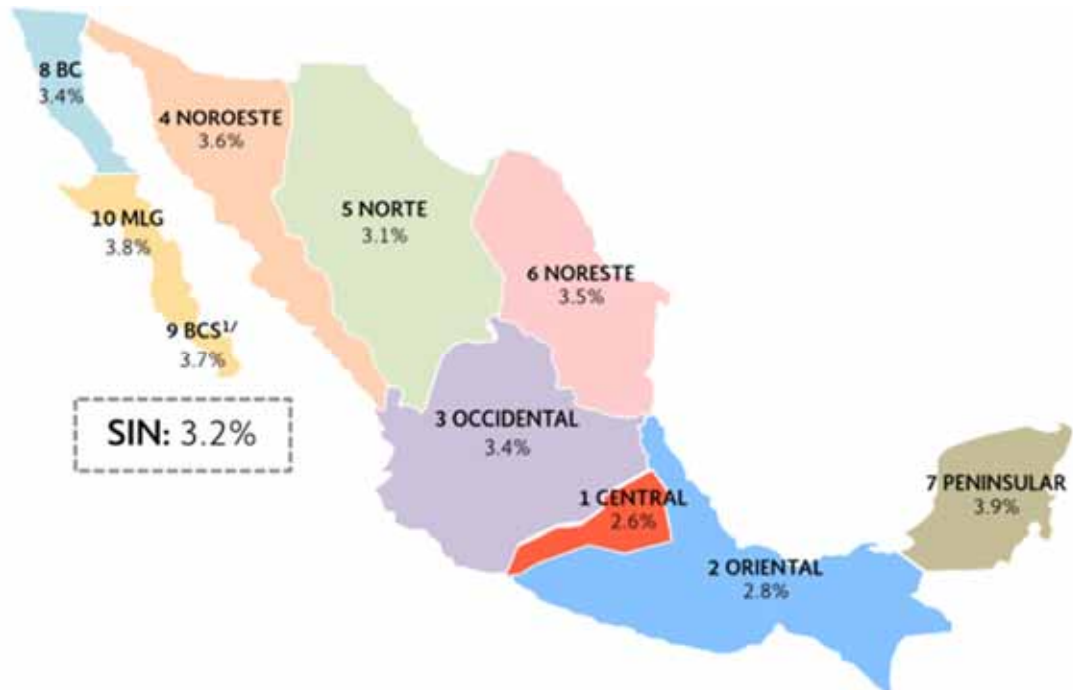 8 BC
3.4%
4 NOROESTE
3.6%
5 NORTE
3.1%
10 MLG
3.8%
6 NORESTE
3.5%
9 BCS1/
3.7%
SIN: 3.2%
3 OCCIDENTAL
3.4%
1 CENTRAL
2.6%
7 PENINSULAR
3.9%
2 ORIENTAL
2.8%